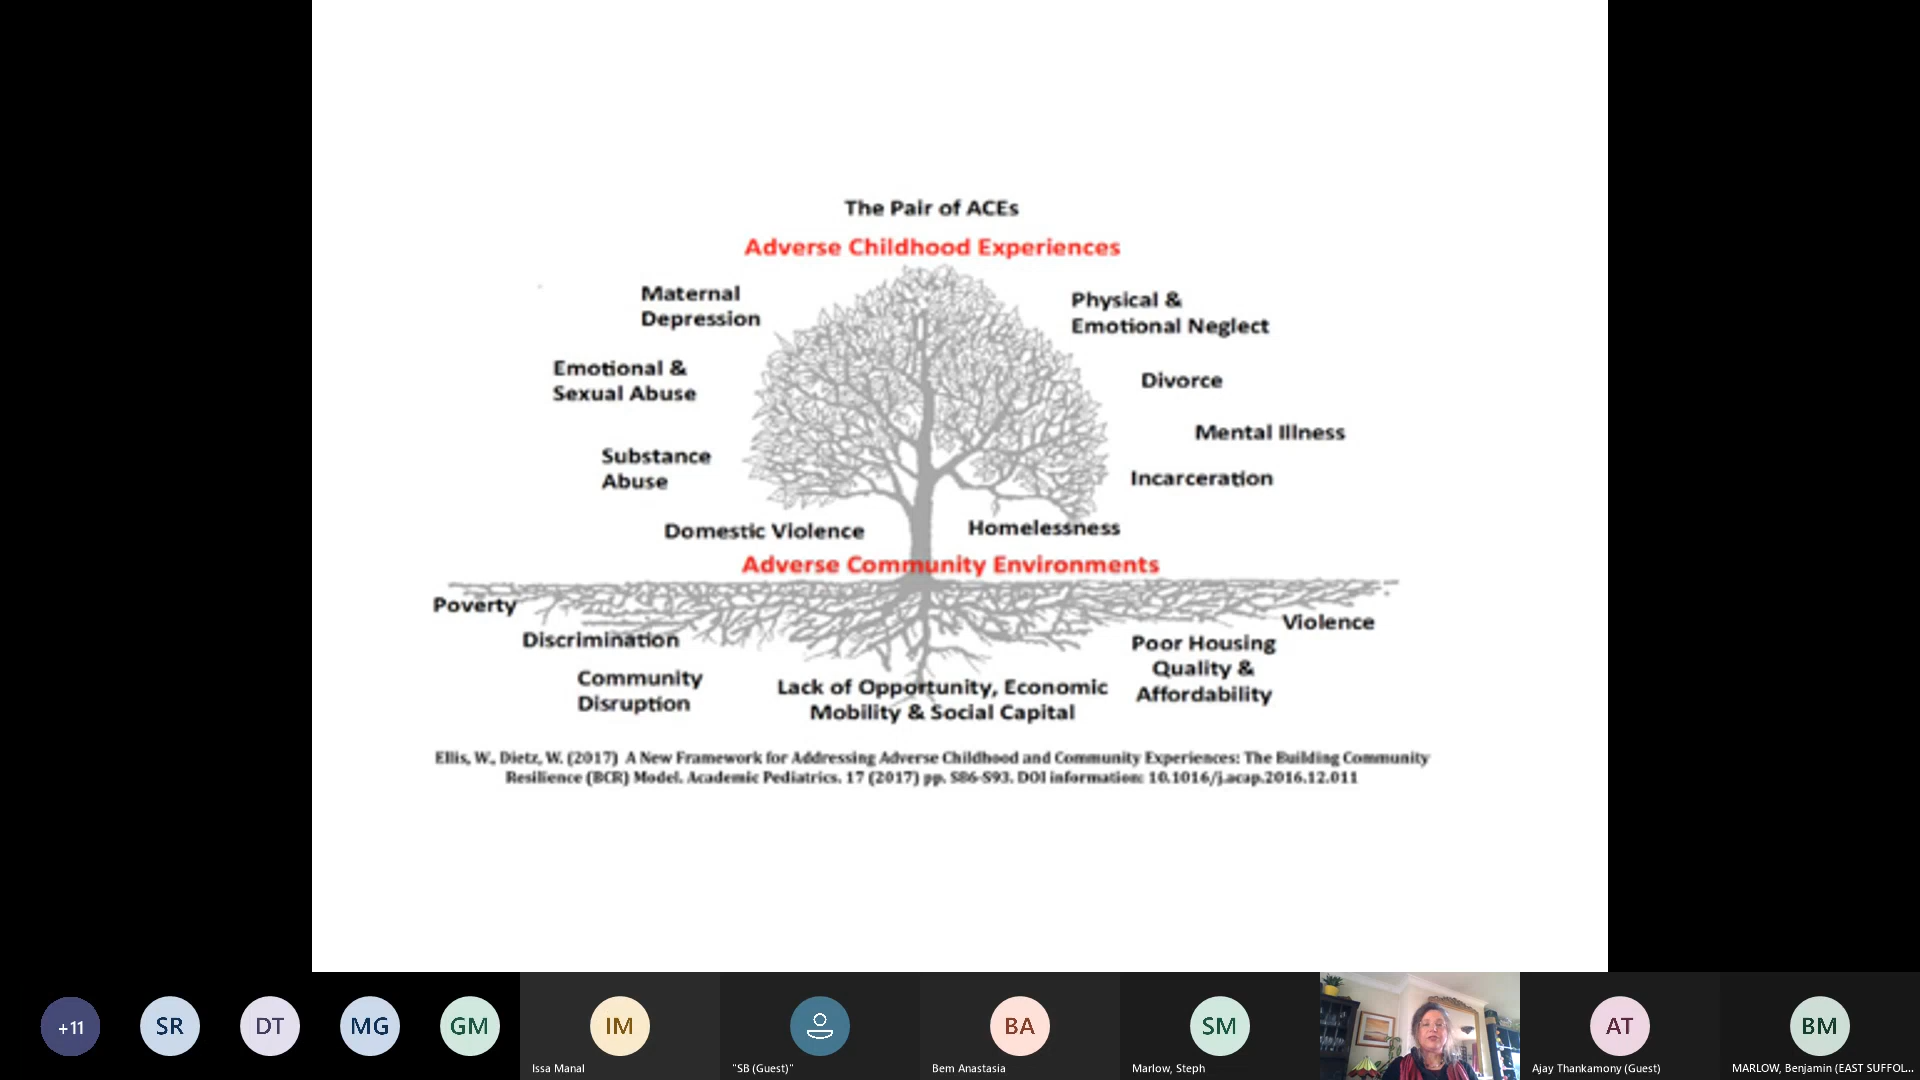 The Pair of ACEs
Adverse Childhood Experiences
Maternal
Depression
Physical &
Emotional Neglect
Emotional &
Sexual Abuse
Divorce
Mental Illness
Substance
Abuse
Incarceration
Domestic Violence
Homelessness
Adverse Community Environments
Poverty
Violence
Discrimination
Poor Housing
Quality &
Affordability
Community
Disruption
Lack of Opportunity, Economic
Mobility & Social Capital
Ellis, W., Dietz, W. (2017) A New Framework for Addressing Adverse Childhood and Community Experiences: The Building Community
Resilience (BCR) Model. Academic Pediatrics. 17 (2017) pp. S86-S93. DOI information: 10.1016/j.acap.2016.12.011
+11
SR
DT
MG
GM
IM
BA
SM
AT
BM
Issa Manal
"SB (Guest)"
Bem Anastasia
Marlow, Steph
Ajay Thankamony (Guest)
MARLOW, Benjamin (EAST SUFFOL...